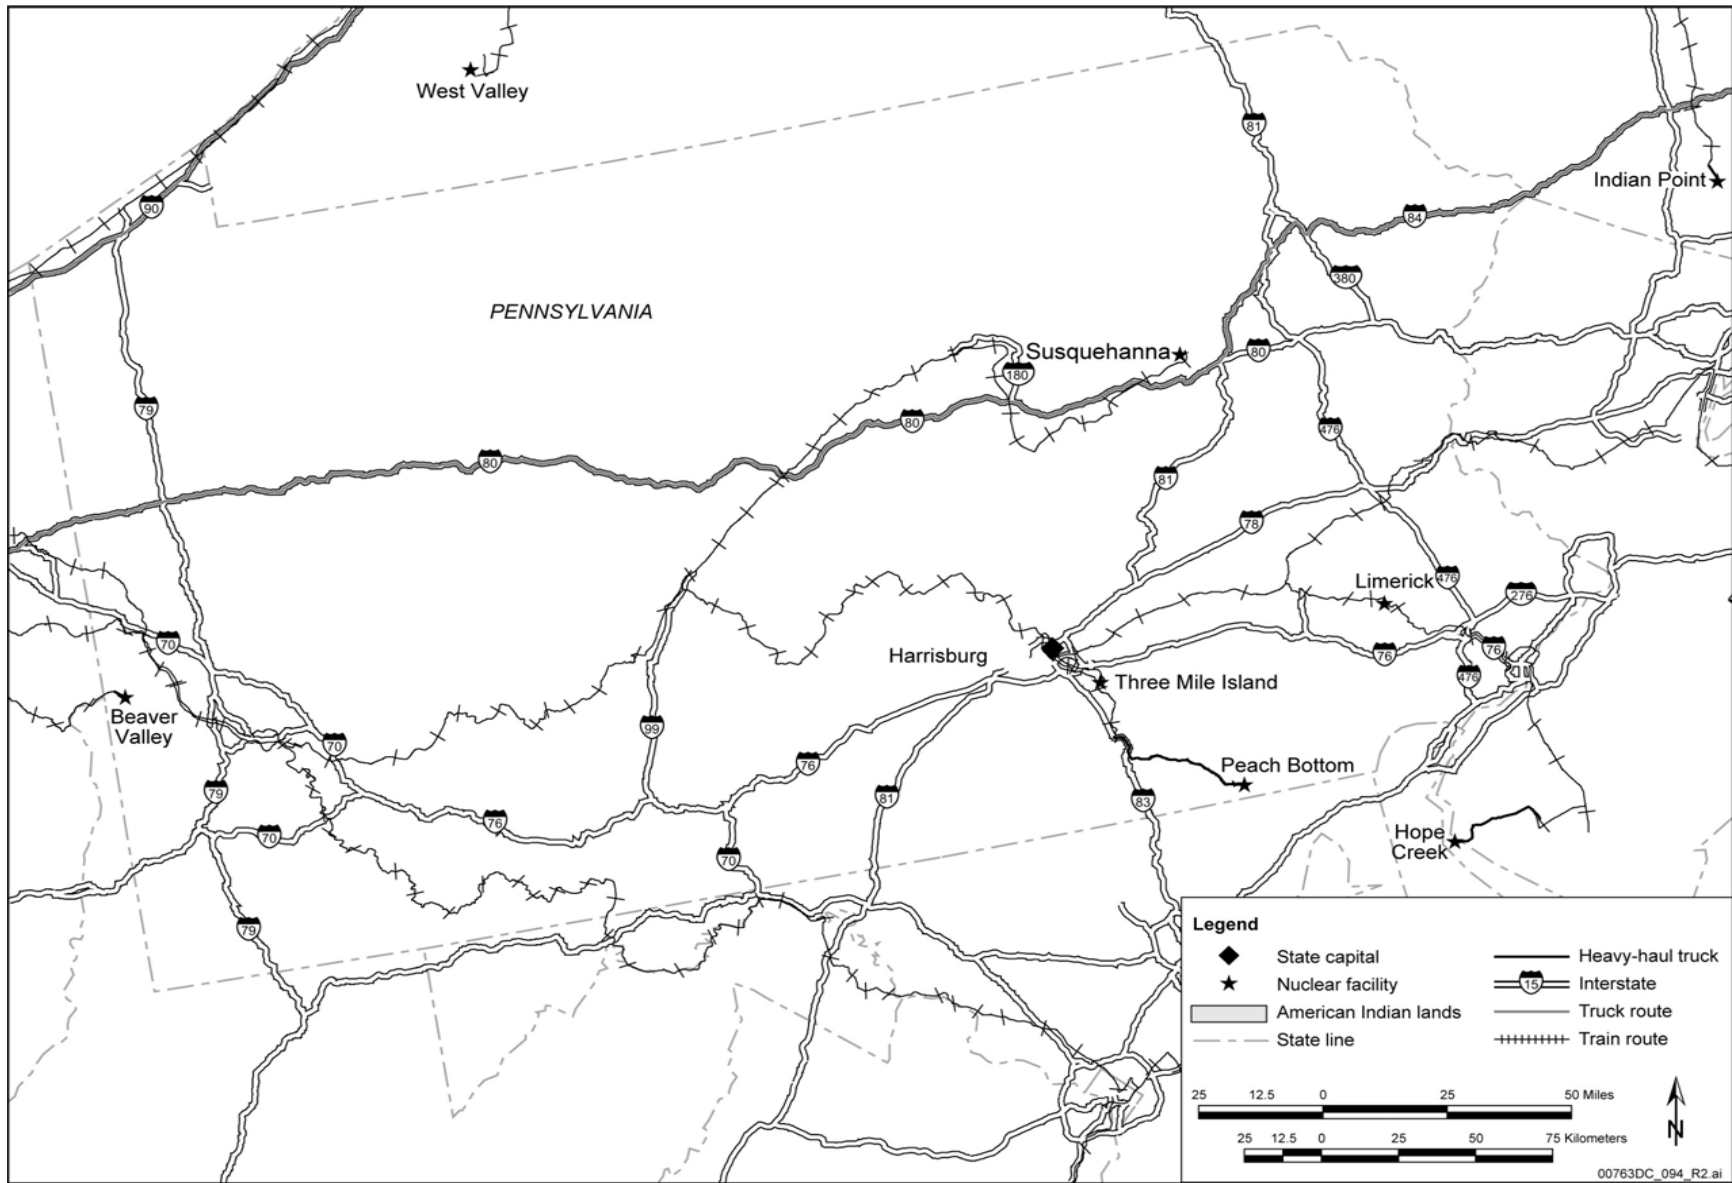 West Valley
81
Indian Point
90
84
380
PENNSYLVANIA
Susquehanna
80
180
79
80
476
80
81
78
Limerick
476
276
70
Harrisburg
76
76
Three Mile Island
476
Beaver
Valley
99
70
76
Peach Bottom
79
81
83
76
70
Hope
Creek
70
79
Legend
State capital
Nuclear facility
American Indian lands
State line
Heavy-haul truck
15
Interstate
Truck route
Train route
25 12.5 0 25 50 Miles
25 12.5 0 25 50 75 Kilometers
N
00763DC_094_R2.ai